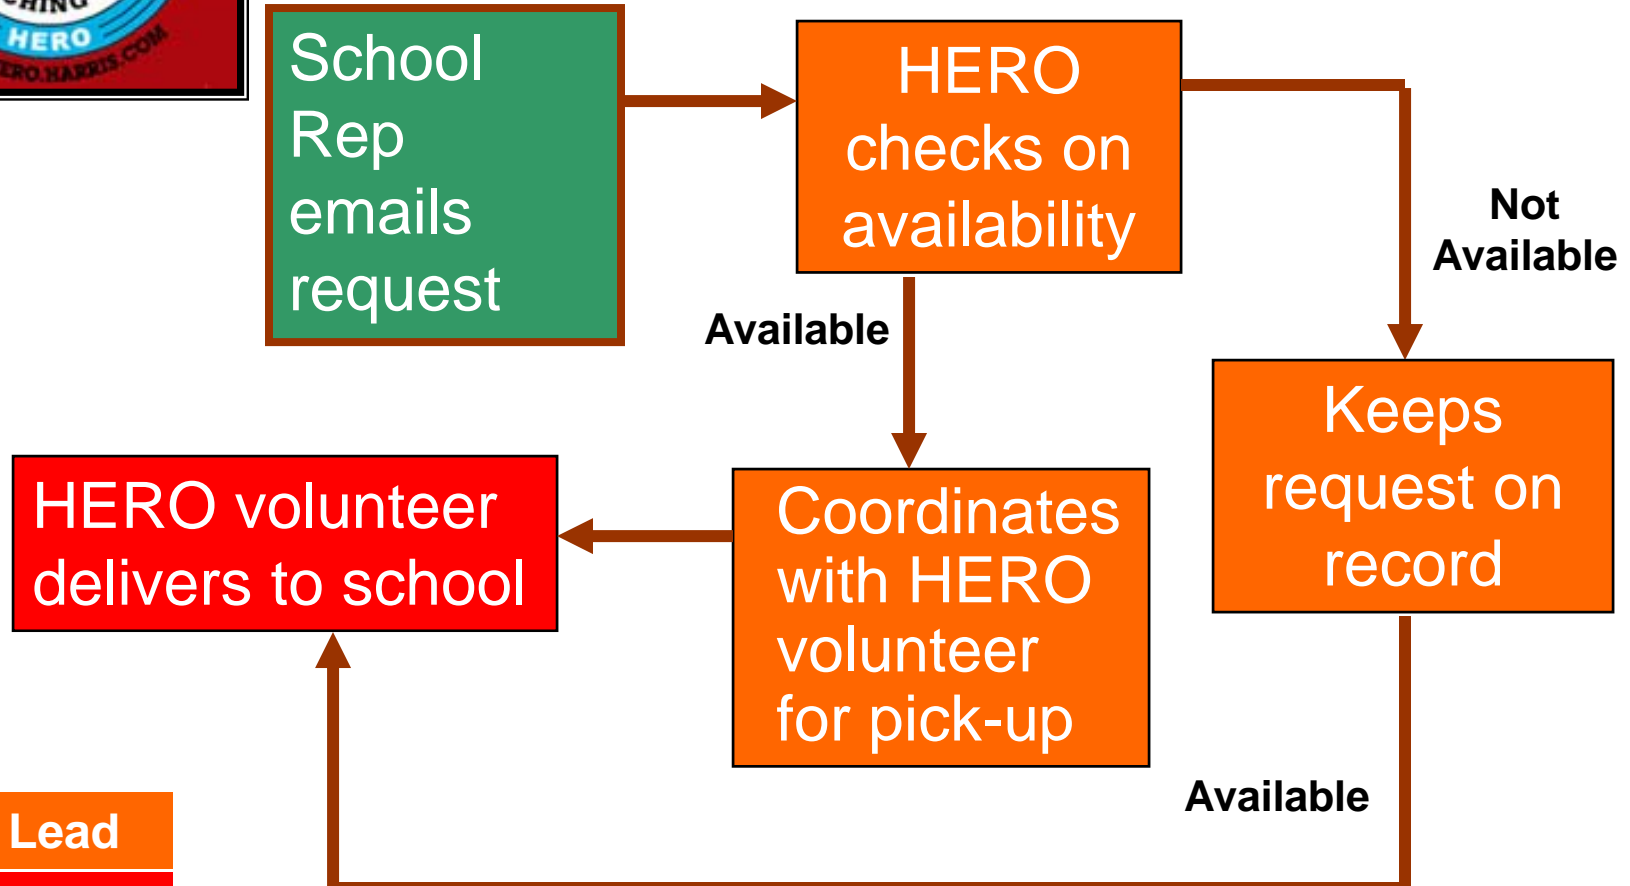 HERO
School
Rep
emails
request
HERO
checks on
availability
Not
Available
Available
Keeps
request on
record
HERO volunteer
delivers to school
Coordinates
with HERO
volunteer
for pick-up
Available
Lead